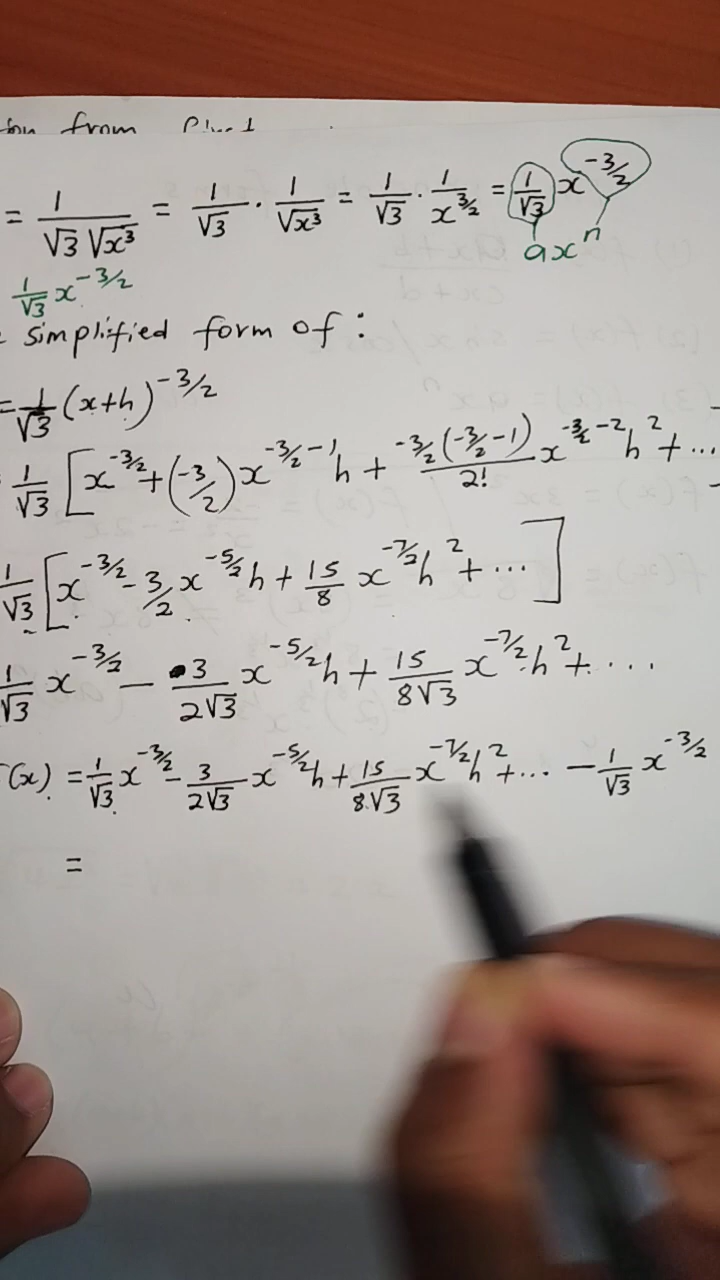 from
= 1/(√3 √x³) = 1/√3 · 1/√x³ = 1/√3 · 1/x^(3/2) = 1/√3 x^(-3/2)
ax^n
1/√3 x^(-3/2)
simplified form of :
= 1/√3 (x+h)^(-3/2)
1/√3 [x^(-3/2) + (-3/2) x^(-3/2 - 1) h + (-3/2(-3/2 - 1))/2! x^(-3/2 - 2) h² + ...
1/√3 [x^(-3/2) - 3/2 x^(-5/2) h + 15/8 x^(-7/2) h² + ... ]
1/√3 x^(-3/2) - 3/(2√3) x^(-5/2) h + 15/(8√3) x^(-7/2) h² + ...
(x) = 1/√3 x^(-3/2) - 3/(2√3) x^(-5/2) h + 15/(8√3) x^(-7/2) h² + ... - 1/√3 x^(-3/2)
=